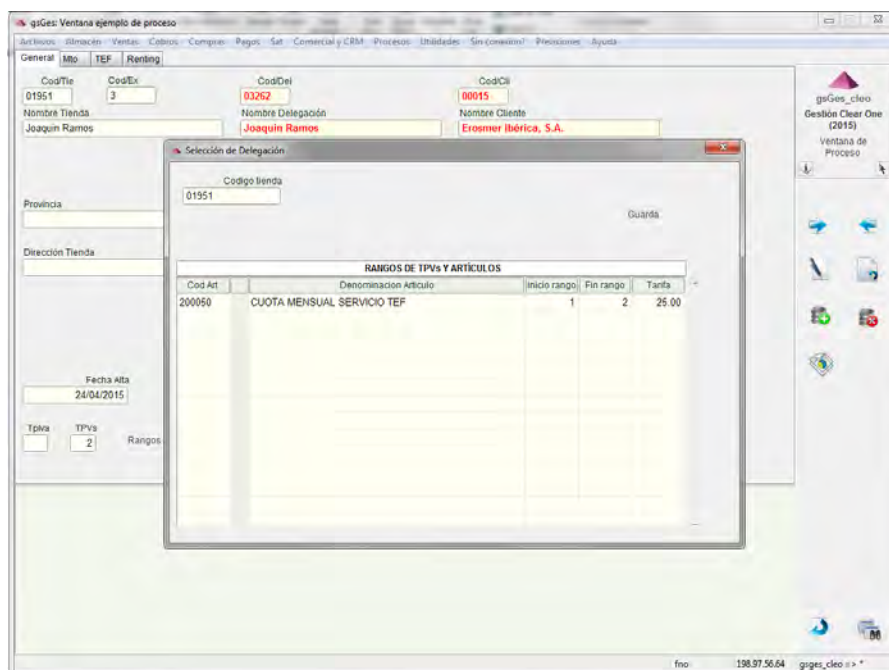 gsGes: Ventana ejemplo de proceso
Archivos Almacén Ventas Cobros Compras Pagos Sat Comercial y CRM Procesos Utilidades Sin conexión! Previsiones Ayuda
General Mto TEF Renting
Cod/Tie Cod/Ex Cod/Del Cod/Cli
01951 3 03262 00015
Nombre Tienda Nombre Delegación Nombre Cliente
Joaquin Ramos Joaquin Ramos Erosmer Ibérica, S.A.
gsGes_cleo
Gestión Clear One
(2015)
Ventana de
Proceso
Selección de Delegación
Codigo tienda
01951
Guarda
Provincia
Dirección Tienda
RANGOS DE TPVs Y ARTÍCULOS
Cod Art Denominacion Articulo Inicio rango Fin rango Tarifa
200050 CUOTA MENSUAL SERVICIO TEF 1 2 25.00
Fecha Alta
24/04/2015
TpIva TPVs
2 Rangos
fno 198.97.56.64 gsges_cleo => *